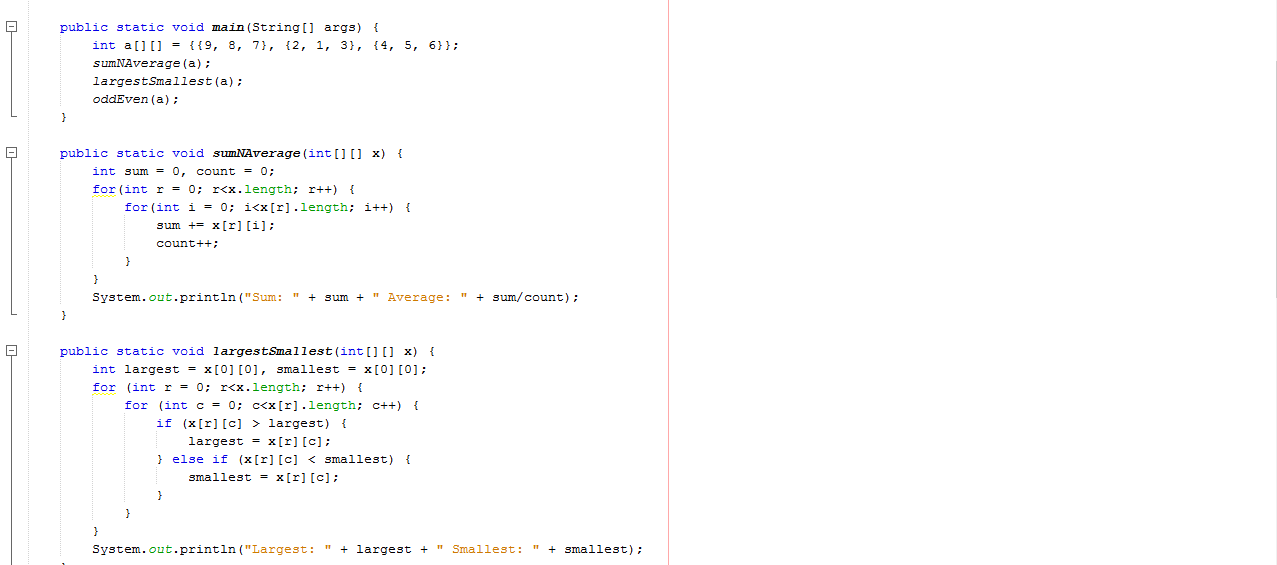 public static void main(String[] args) {
int a[][] = {{9, 8, 7}, {2, 1, 3}, {4, 5, 6}};
sumNAverage(a);
largestSmallest(a);
oddEven(a);
}
public static void sumNAverage(int[][] x) {
int sum = 0, count = 0;
for(int r = 0; r<x.length; r++) {
for(int i = 0; i<x[r].length; i++) {
sum += x[r][i];
count++;
}
}
System.out.println("Sum: " + sum + " Average: " + sum/count);
}
public static void largestSmallest(int[][] x) {
int largest = x[0][0], smallest = x[0][0];
for (int r = 0; r<x.length; r++) {
for (int c = 0; c<x[r].length; c++) {
if (x[r][c] > largest) {
largest = x[r][c];
} else if (x[r][c] < smallest) {
smallest = x[r][c];
}
}
}
System.out.println("Largest: " + largest + " Smallest: " + smallest);
}